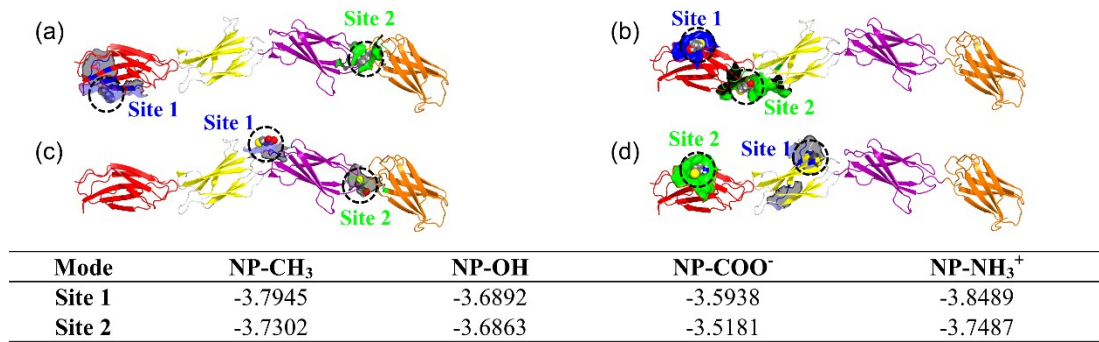 (a)
Site 2
Site 1
(b)
Site 1
Site 2
(c)
Site 1
Site 2
(d)
Site 2
Site 1
Mode NP-CH₃ NP-OH NP-COO⁻ NP-NH₃⁺
Site 1 -3.7945 -3.6892 -3.5938 -3.8489
Site 2 -3.7302 -3.6863 -3.5181 -3.7487